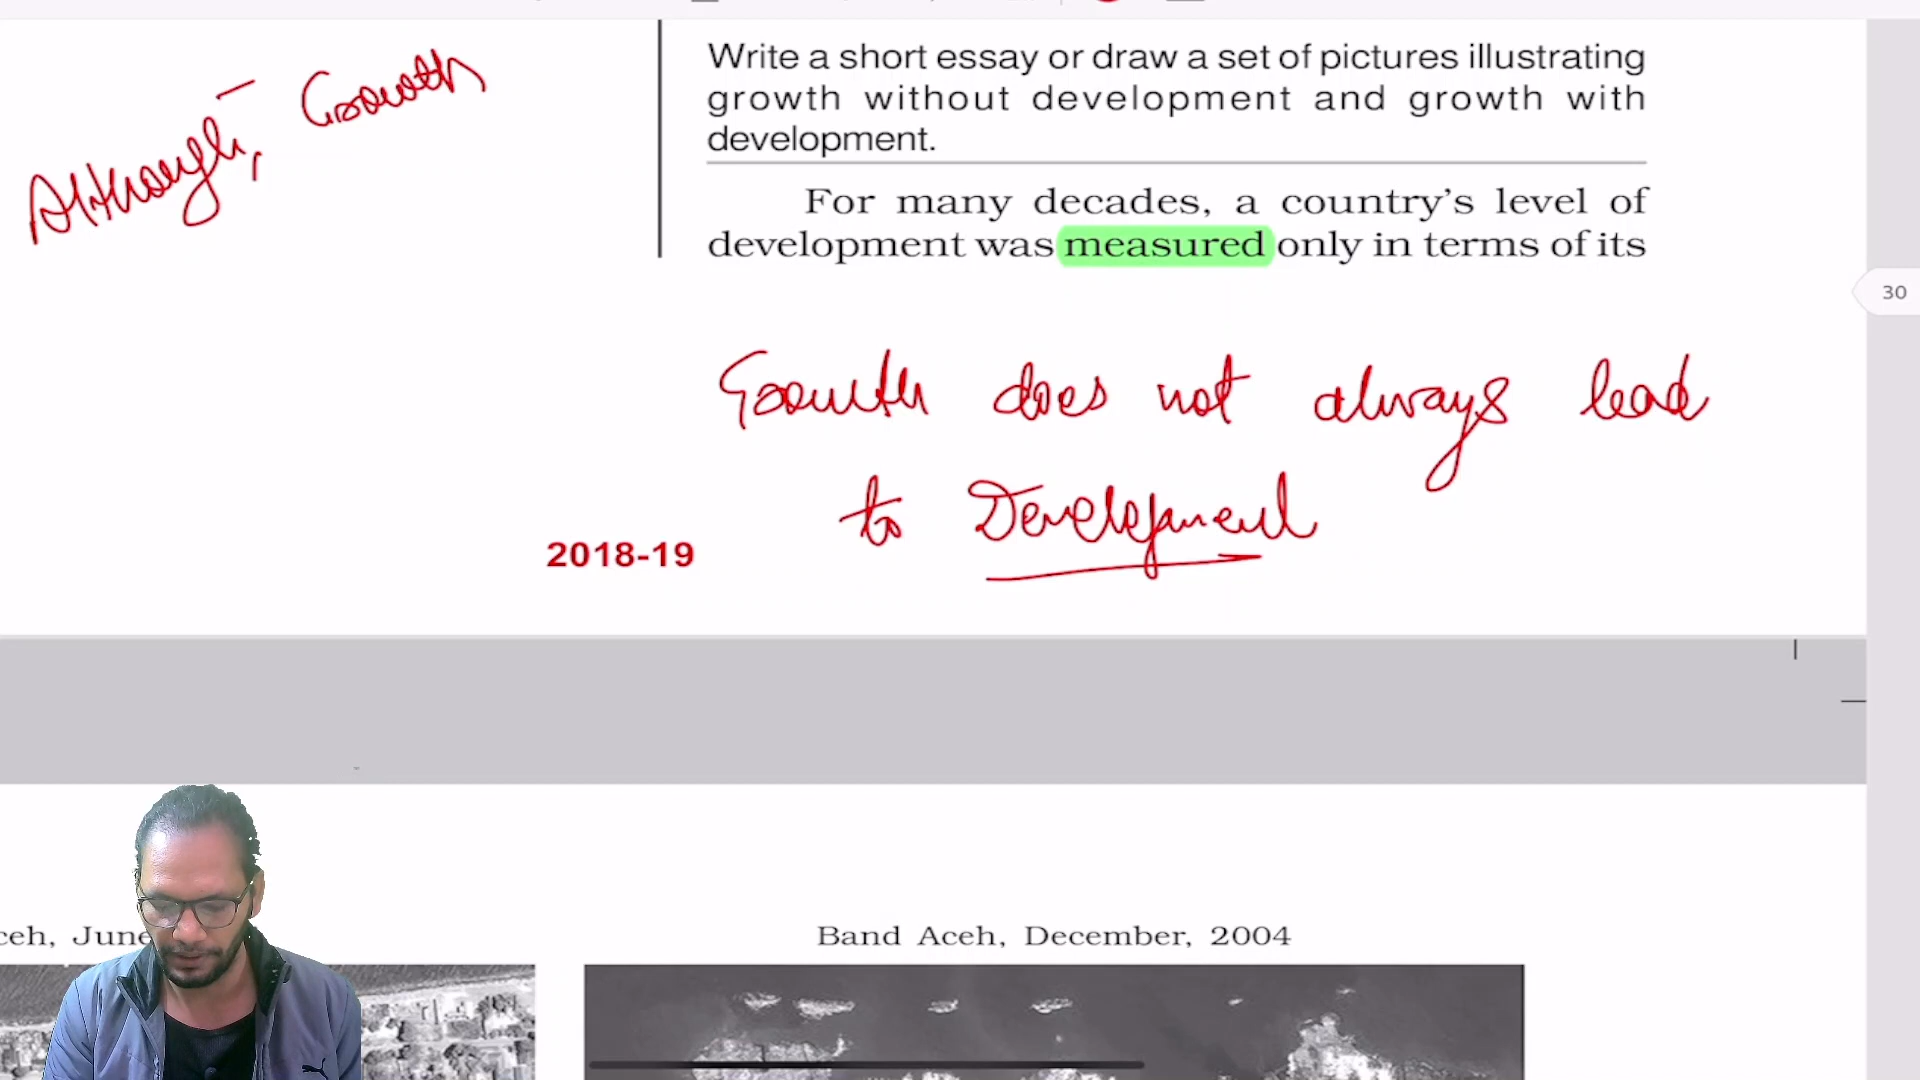 Although, Growth
Write a short essay or draw a set of pictures illustrating
growth without development and growth with
development.
For many decades, a country's level of
development was measured only in terms of its
30
Growth does not always lead
to Development
2018-19
ceh, June
Band Aceh, December, 2004